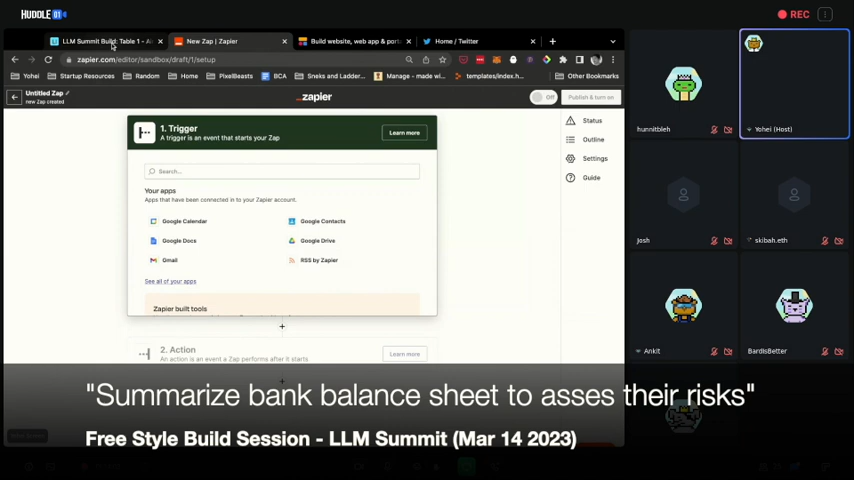 HUDDLE 01
REC
LLM Summit Build: Table 1 - Ai
New Zap | Zapier
Build website, web app & porta
Home / Twitter
zapier.com/editor/sandbox/draft/1/setup
Yohei
Startup Resources
Random
Home
PixelBeasts
BCA
Sneks and Ladder...
Manage - made wi...
templates/index.h...
Other Bookmarks
Untitled Zap
new Zap created
zapier
Off
Publish & turn on
1. Trigger
A trigger is an event that starts your Zap
Learn more
Search...
Your apps
Apps that have been connected in to your Zapier account.
Google Calendar
Google Contacts
Google Docs
Google Drive
Gmail
RSS by Zapier
See all of your apps
Zapier built tools
2. Action
An action is an event a Zap performs after it starts
Learn more
Status
Outline
Settings
Guide
hunnitbleh
Yohei (Host)
Josh
skibah.eth
Ankit
BardIsBetter
"Summarize bank balance sheet to asses their risks"
Free Style Build Session - LLM Summit (Mar 14 2023)